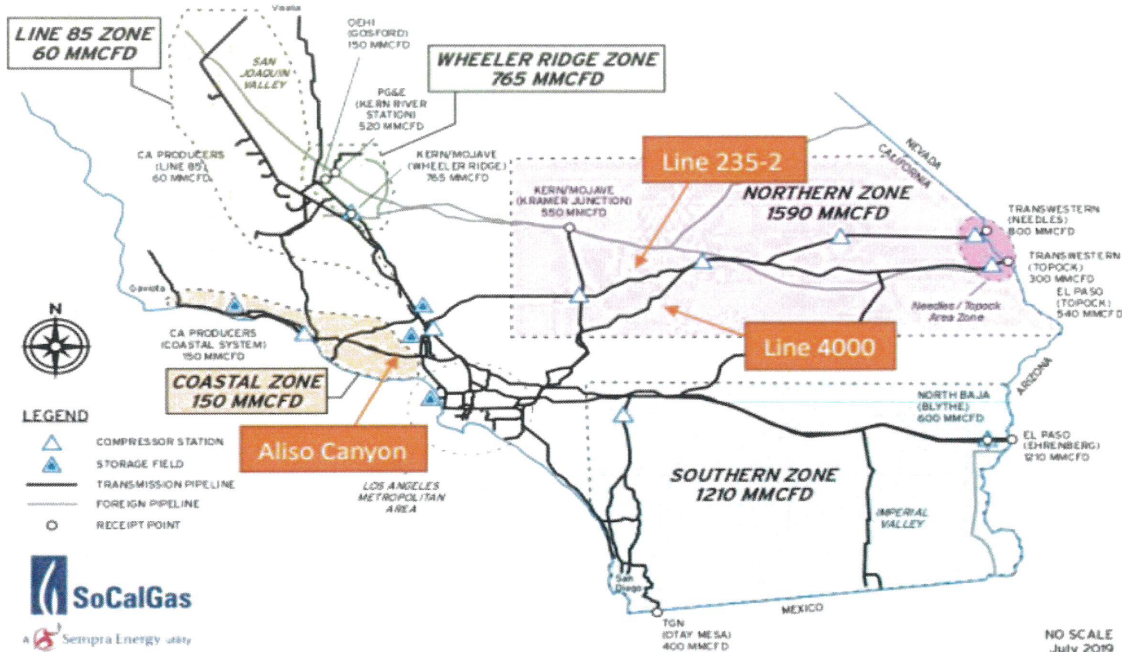 Visalia
LINE 85 ZONE
60 MMCFD
OEHI
(GOSFORD)
150 MMCFD
SAN
JOAQUIN
VALLEY
WHEELER RIDGE ZONE
765 MMCFD
PG&E
(KERN RIVER
STATION)
520 MMCFD
CA PRODUCERS
(LINE 85)
60 MMCFD
KERN/MOJAVE
(WHEELER RIDGE)
765 MMCFD
Line 235-2
NEVADA
CALIFORNIA
KERN/MOJAVE
(KRAMER JUNCTION)
550 MMCFD
NORTHERN ZONE
1590 MMCFD
TRANSWESTERN
(NEEDLES)
800 MMCFD
TRANSWESTERN
(TOPOCK)
300 MMCFD
EL PASO
(TOPOCK)
540 MMCFD
Needles / Topock
Area Zone
Gaviota
N
CA PRODUCERS
(COASTAL SYSTEM)
150 MMCFD
Line 4000
COASTAL ZONE
150 MMCFD
ARIZONA
NORTH BAJA
(BLYTHE)
600 MMCFD
EL PASO
(EHRENBERG)
1210 MMCFD
LEGEND
COMPRESSOR STATION
STORAGE FIELD
TRANSMISSION PIPELINE
FOREIGN PIPELINE
RECEIPT POINT
Aliso Canyon
LOS ANGELES
METROPOLITAN
AREA
SOUTHERN ZONE
1210 MMCFD
IMPERIAL
VALLEY
San
Diego
MEXICO
TGN
(OTAY MESA)
400 MMCFD
SoCalGas
A Sempra Energy utility
NO SCALE
July 2019